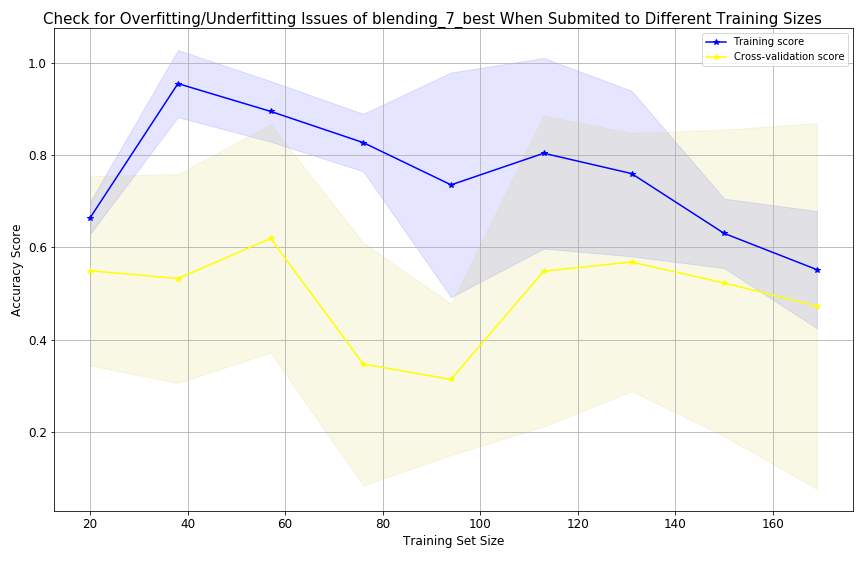 Check for Overfitting/Underfitting Issues of blending_7_best When Submited to Different Training Sizes
Training score
Cross-validation score
1.0
0.8
0.6
0.4
0.2
Accuracy Score
20
40
60
80
100
120
140
160
Training Set Size